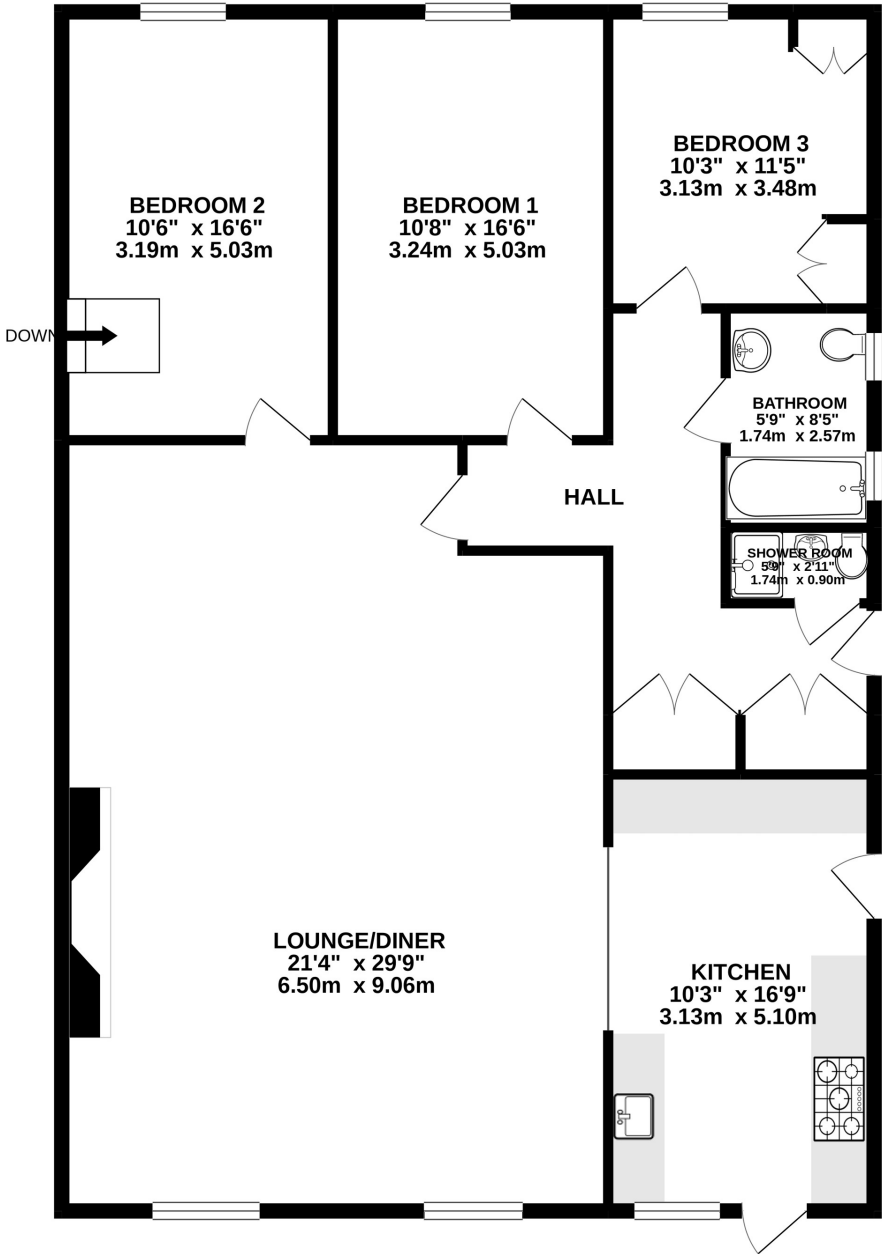 BEDROOM 3
10'3"  x 11'5"
3.13m  x 3.48m
BEDROOM 2
10'6"  x 16'6"
3.19m  x 5.03m
BEDROOM 1
10'8"  x 16'6"
3.24m  x 5.03m
DOWN
BATHROOM
5'9"  x 8'5"
1.74m  x 2.57m
HALL
SHOWER ROOM
5'9"  x 2'11"
1.74m  x 0.90m
LOUNGE/DINER
21'4"  x 29'9"
6.50m  x 9.06m
KITCHEN
10'3"  x 16'9"
3.13m  x 5.10m